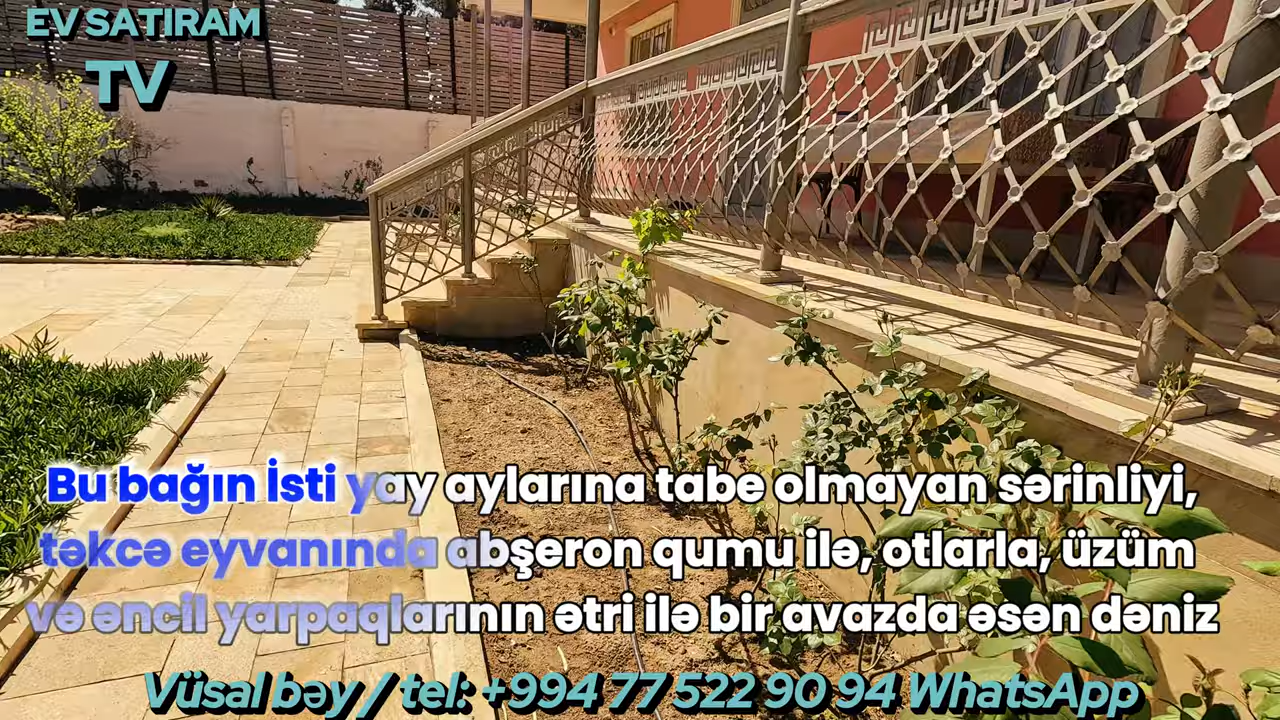 EV SATIRAM
TV
Bu bağın İsti yay aylarına tabe olmayan sərinliyi,
təkcə eyvanında abşeron qumu ilə, otlarla, üzüm
və əncil yarpaqlarının ətri ilə bir avazda əsən dəniz
Vüsal bəy / tel: +994 77 522 90 94 WhatsApp